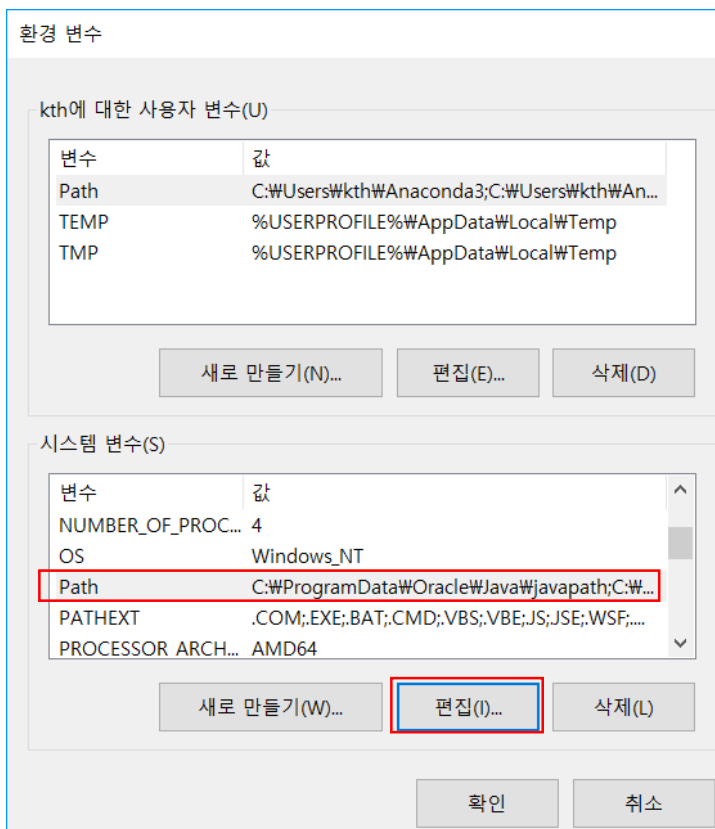 환경 변수
kth에 대한 사용자 변수(U)
변수 값
Path C:₩Users₩kth₩Anaconda3;C:₩Users₩kth₩An...
TEMP %USERPROFILE%₩AppData₩Local₩Temp
TMP %USERPROFILE%₩AppData₩Local₩Temp
새로 만들기(N)... 편집(E)... 삭제(D)
시스템 변수(S)
변수 값
NUMBER_OF_PROC... 4
OS Windows_NT
Path C:₩ProgramData₩Oracle₩Java₩javapath;C:₩...
PATHEXT .COM;.EXE;.BAT;.CMD;.VBS;.VBE;.JS;.JSE;.WSF;....
PROCESSOR_ARCH... AMD64
새로 만들기(W)... 편집(I)... 삭제(L)
확인 취소